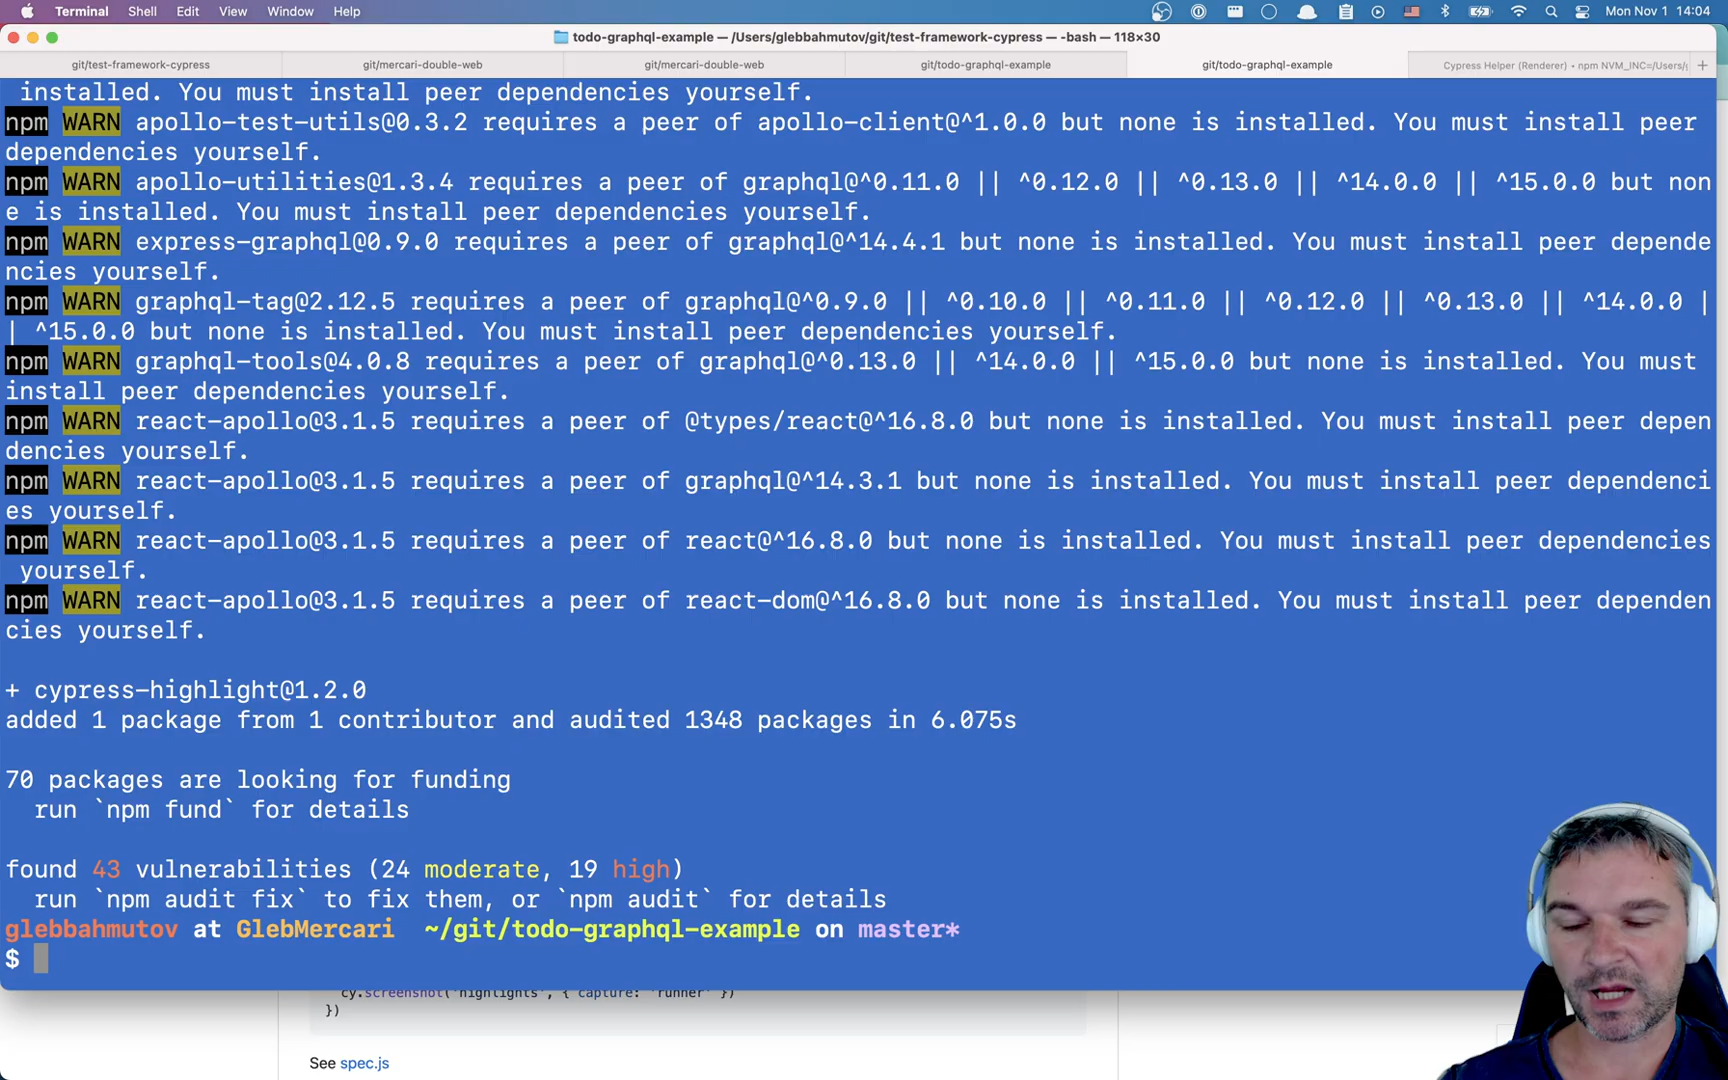 Terminal Shell Edit View Window Help Mon Nov 1 14:04
todo-graphql-example — /Users/glebbahmutov/git/test-framework-cypress — -bash — 118×30
git/test-framework-cypress git/mercari-double-web git/mercari-double-web git/todo-graphql-example git/todo-graphql-example Cypress Helper (Renderer) • npm NVM_INC=/Users/g +
installed. You must install peer dependencies yourself.
npm WARN apollo-test-utils@0.3.2 requires a peer of apollo-client@^1.0.0 but none is installed. You must install peer
dependencies yourself.
npm WARN apollo-utilities@1.3.4 requires a peer of graphql@^0.11.0 || ^0.12.0 || ^0.13.0 || ^14.0.0 || ^15.0.0 but non
e is installed. You must install peer dependencies yourself.
npm WARN express-graphql@0.9.0 requires a peer of graphql@^14.4.1 but none is installed. You must install peer depende
ncies yourself.
npm WARN graphql-tag@2.12.5 requires a peer of graphql@^0.9.0 || ^0.10.0 || ^0.11.0 || ^0.12.0 || ^0.13.0 || ^14.0.0 |
| ^15.0.0 but none is installed. You must install peer dependencies yourself.
npm WARN graphql-tools@4.0.8 requires a peer of graphql@^0.13.0 || ^14.0.0 || ^15.0.0 but none is installed. You must
install peer dependencies yourself.
npm WARN react-apollo@3.1.5 requires a peer of @types/react@^16.8.0 but none is installed. You must install peer depen
dencies yourself.
npm WARN react-apollo@3.1.5 requires a peer of graphql@^14.3.1 but none is installed. You must install peer dependenci
es yourself.
npm WARN react-apollo@3.1.5 requires a peer of react@^16.8.0 but none is installed. You must install peer dependencies
yourself.
npm WARN react-apollo@3.1.5 requires a peer of react-dom@^16.8.0 but none is installed. You must install peer dependen
cies yourself.
+ cypress-highlight@1.2.0
added 1 package from 1 contributor and audited 1348 packages in 6.075s
70 packages are looking for funding
run `npm fund` for details
found 43 vulnerabilities (24 moderate, 19 high)
run `npm audit fix` to fix them, or `npm audit` for details
glebbahmutov at GlebMercari ~/git/todo-graphql-example on master*
$
cy.screenshot('highlights', { capture: 'runner' })
})
See spec.js